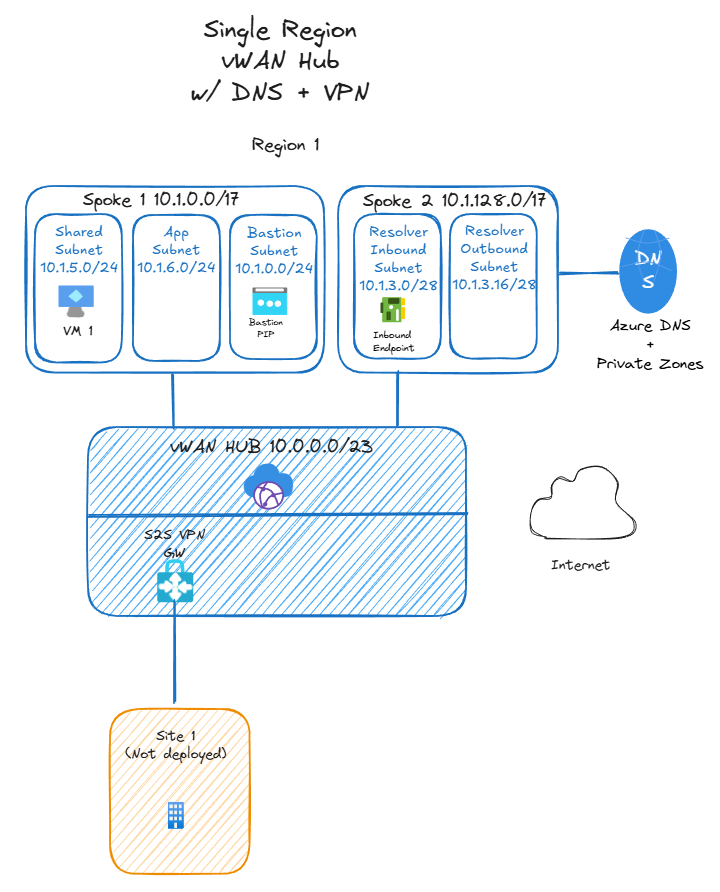 Single Region
vWAN Hub
w/ DNS + VPN
Region 1
Spoke 1 10.1.0.0/17
Shared
Subnet
10.1.5.0/24
VM 1
App
Subnet
10.1.6.0/24
Bastion
Subnet
10.1.0.0/24
Bastion
PIP
Spoke 2 10.1.128.0/17
Resolver
Inbound
Subnet
10.1.3.0/28
Inbound
Endpoint
Resolver
Outbound
Subnet
10.1.3.16/28
DN
S
Azure DNS
+
Private Zones
vWAN HUB 10.0.0.0/23
S2S VPN
GW
Internet
Site 1
(Not deployed)